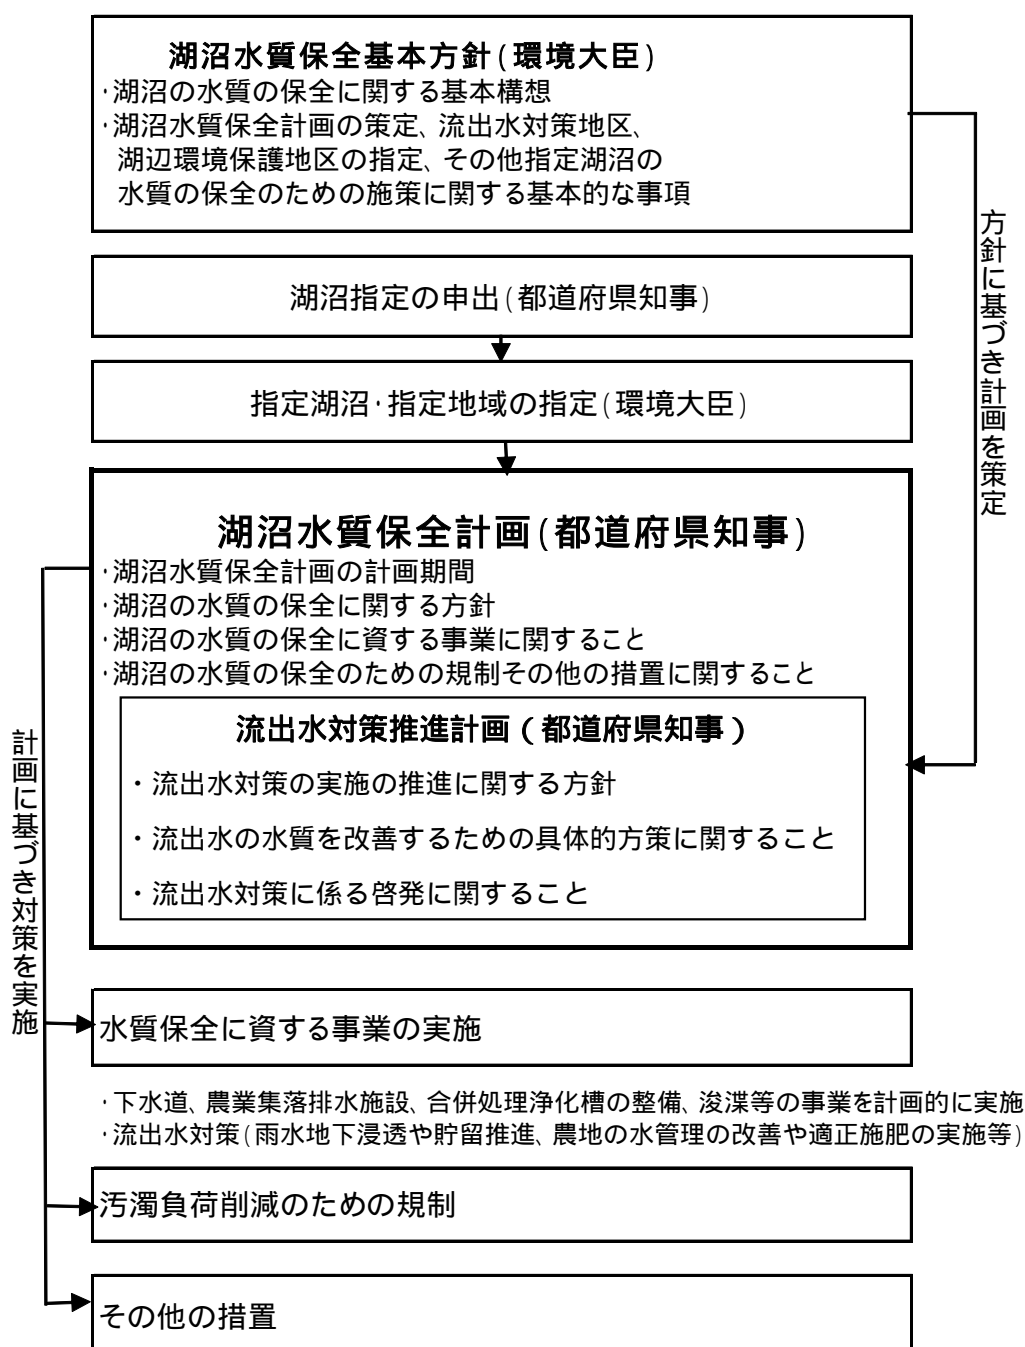 湖沼水質保全基本方針(環境大臣)
・湖沼の水質の保全に関する基本構想
・湖沼水質保全計画の策定、流出水対策地区、
湖辺環境保護地区の指定、その他指定湖沼の
水質の保全のための施策に関する基本的な事項
方針に基づき計画を策定
湖沼指定の申出(都道府県知事)
指定湖沼・指定地域の指定(環境大臣)
湖沼水質保全計画(都道府県知事)
・湖沼水質保全計画の計画期間
・湖沼の水質の保全に関する方針
・湖沼の水質の保全に資する事業に関すること
・湖沼の水質の保全のための規制その他の措置に関すること
流出水対策推進計画(都道府県知事)
・流出水対策の実施の推進に関する方針
・流出水の水質を改善するための具体的方策に関すること
・流出水対策に係る啓発に関すること
計画に基づき対策を実施
水質保全に資する事業の実施
・下水道、農業集落排水施設、合併処理浄化槽の整備、浚渫等の事業を計画的に実施
・流出水対策(雨水地下浸透や貯留推進、農地の水管理の改善や適正施肥の実施等)
汚濁負荷削減のための規制
その他の措置